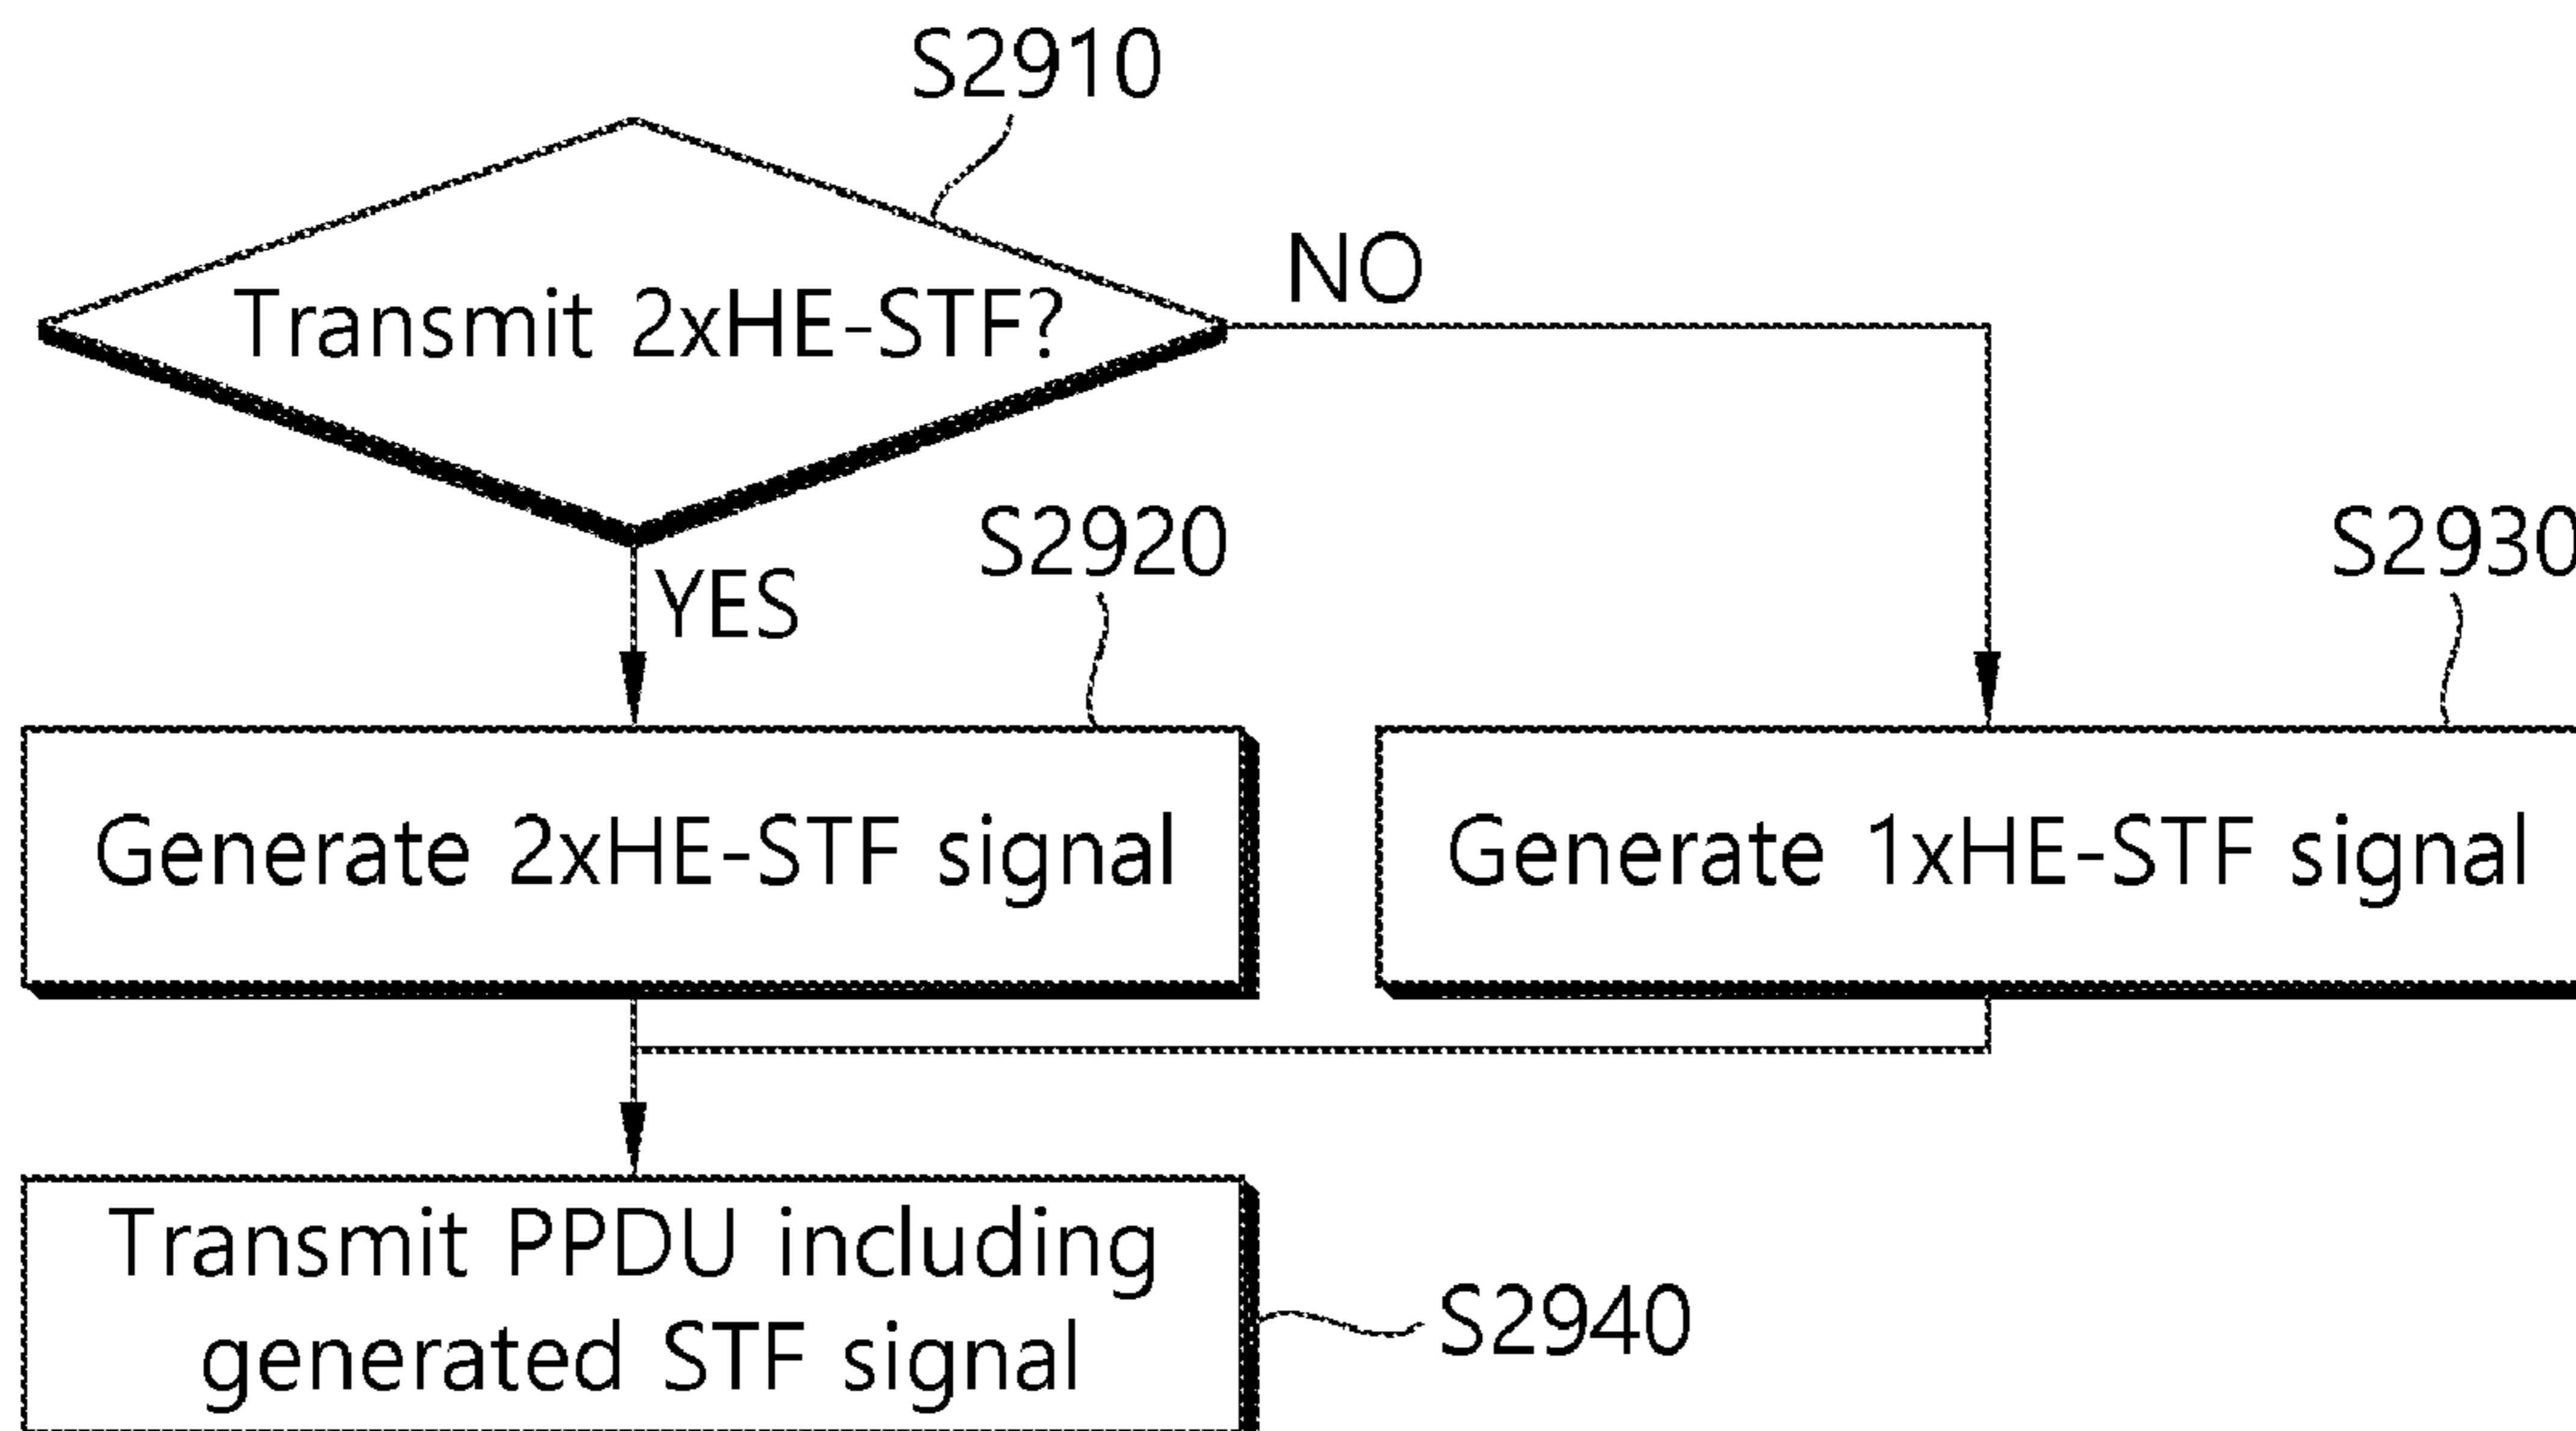 S2910
Transmit 2xHE-STF?
NO
YES
S2920
S2930
Generate 2xHE-STF signal
Generate 1xHE-STF signal
Transmit PPDU including
generated STF signal
S2940